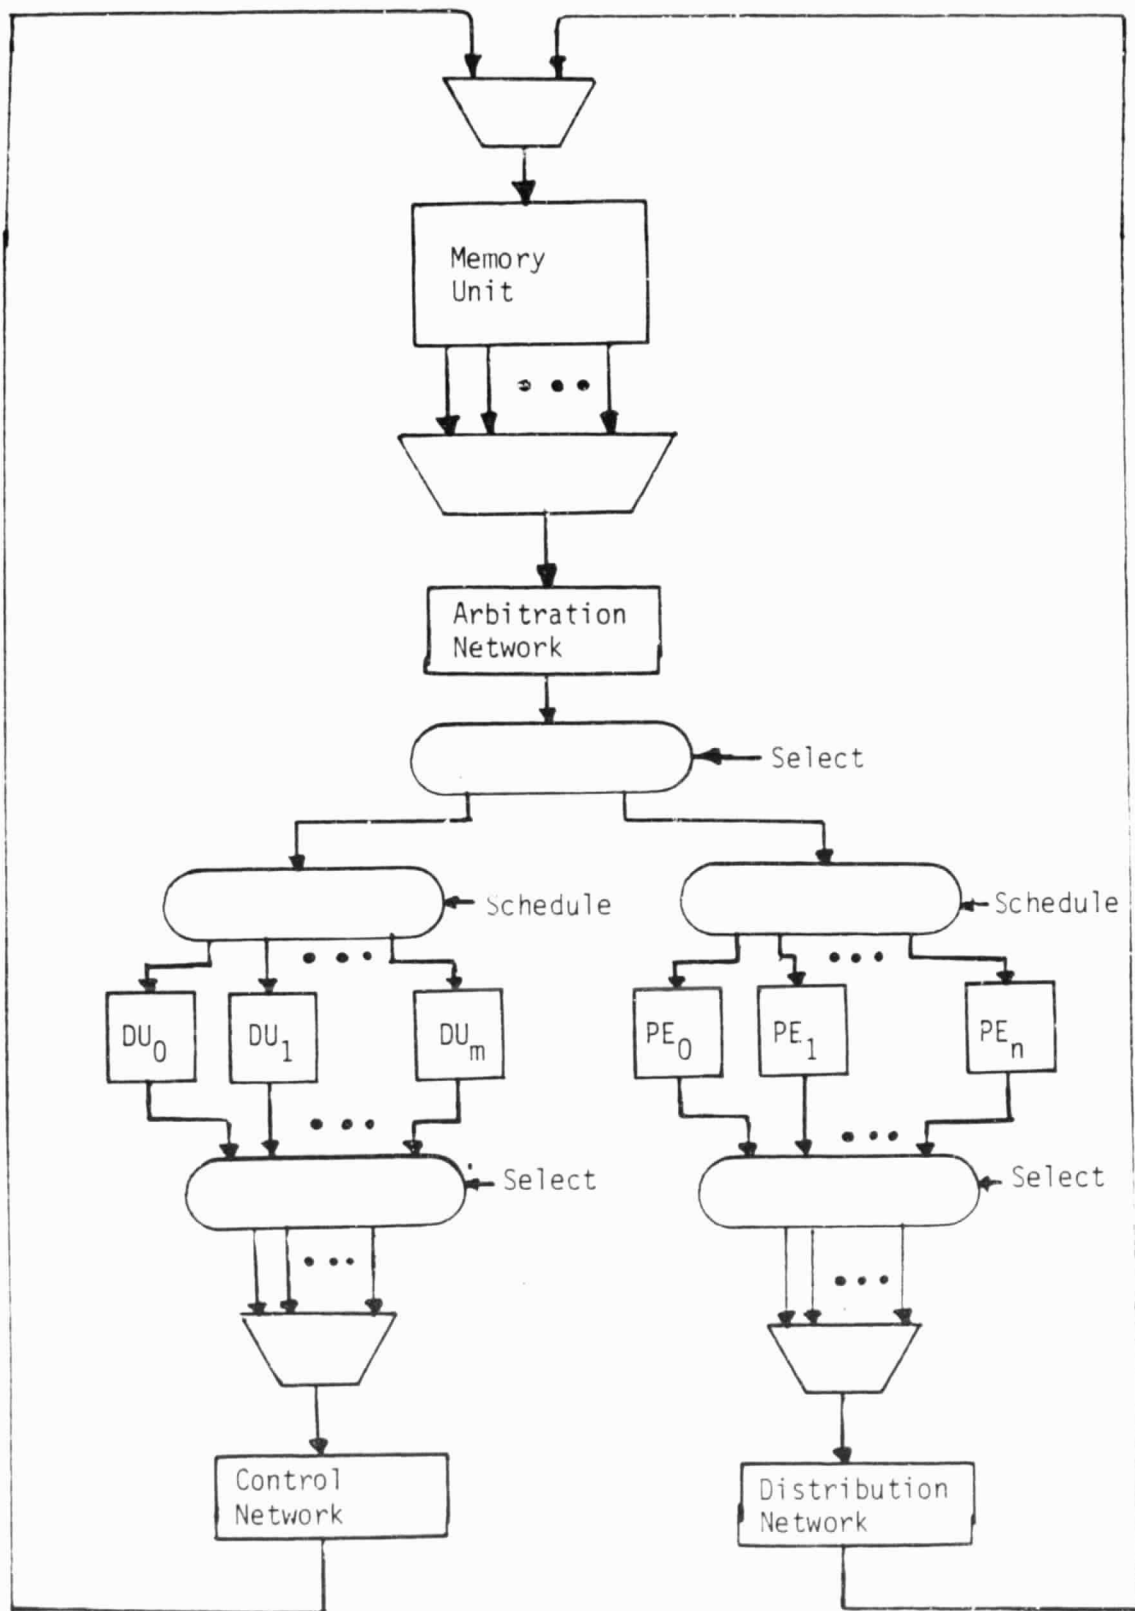 Memory
Unit
Arbitration
Network
Select
Schedule
Schedule
DU0
DU1
DUm
PE0
PE1
PEn
Select
Select
Control
Network
Distribution
Network